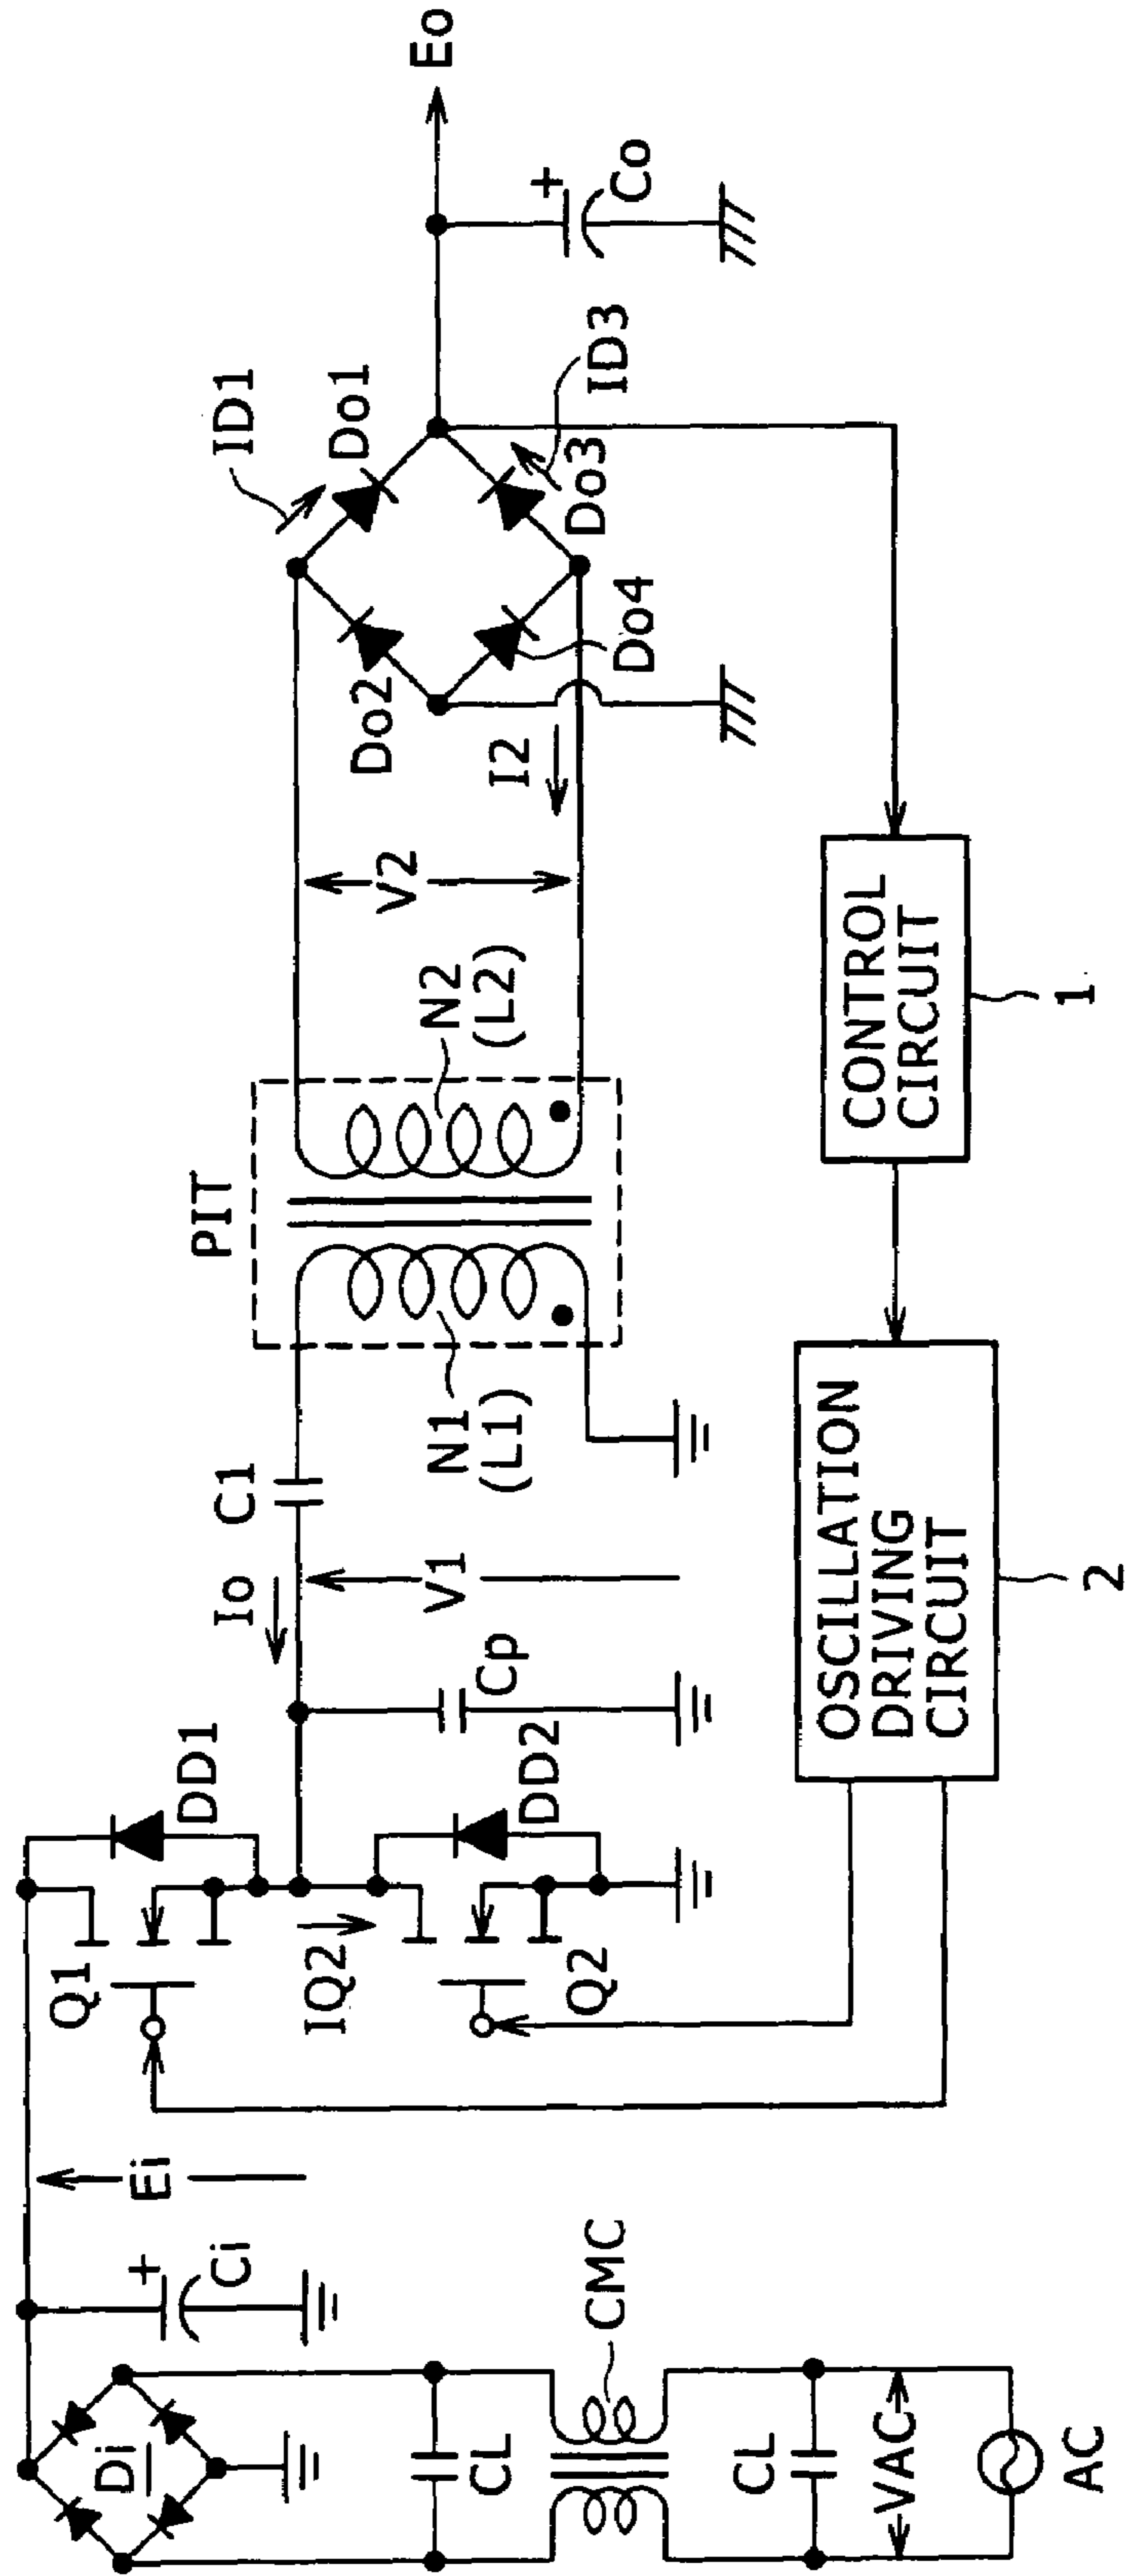 Eo
+
Co
ID1
Do1
ID3
Do3
Do4
Do2
I2
V2
N2
(L2)
PIT
N1
(L1)
C1
Io
V1
Cp
DD1
DD2
Q1
IQ2
Q2
Ei
+
Ci
Di
CMC
CL
CL
VAC
AC
CONTROL
CIRCUIT
1
OSCILLATION
DRIVING
CIRCUIT
2